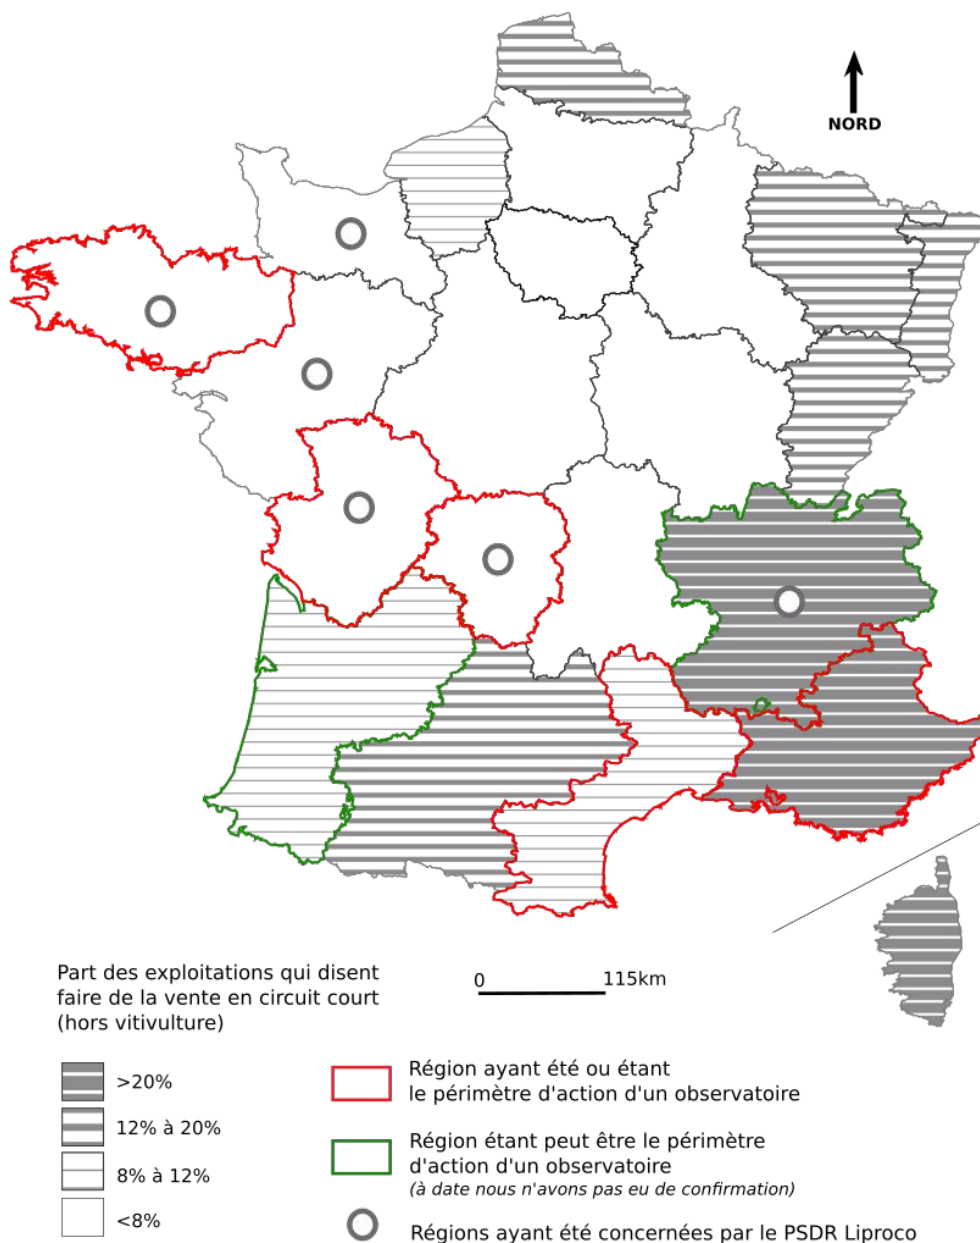 NORD
Part des exploitations qui disent
faire de la vente en circuit court
(hors vitivulture)
0 115km
>20%
12% à 20%
8% à 12%
<8%
Région ayant été ou étant
le périmètre d'action d'un observatoire
Région étant peut être le périmètre
d'action d'un observatoire
(à date nous n'avons pas eu de confirmation)
Régions ayant été concernées par le PSDR Liproco